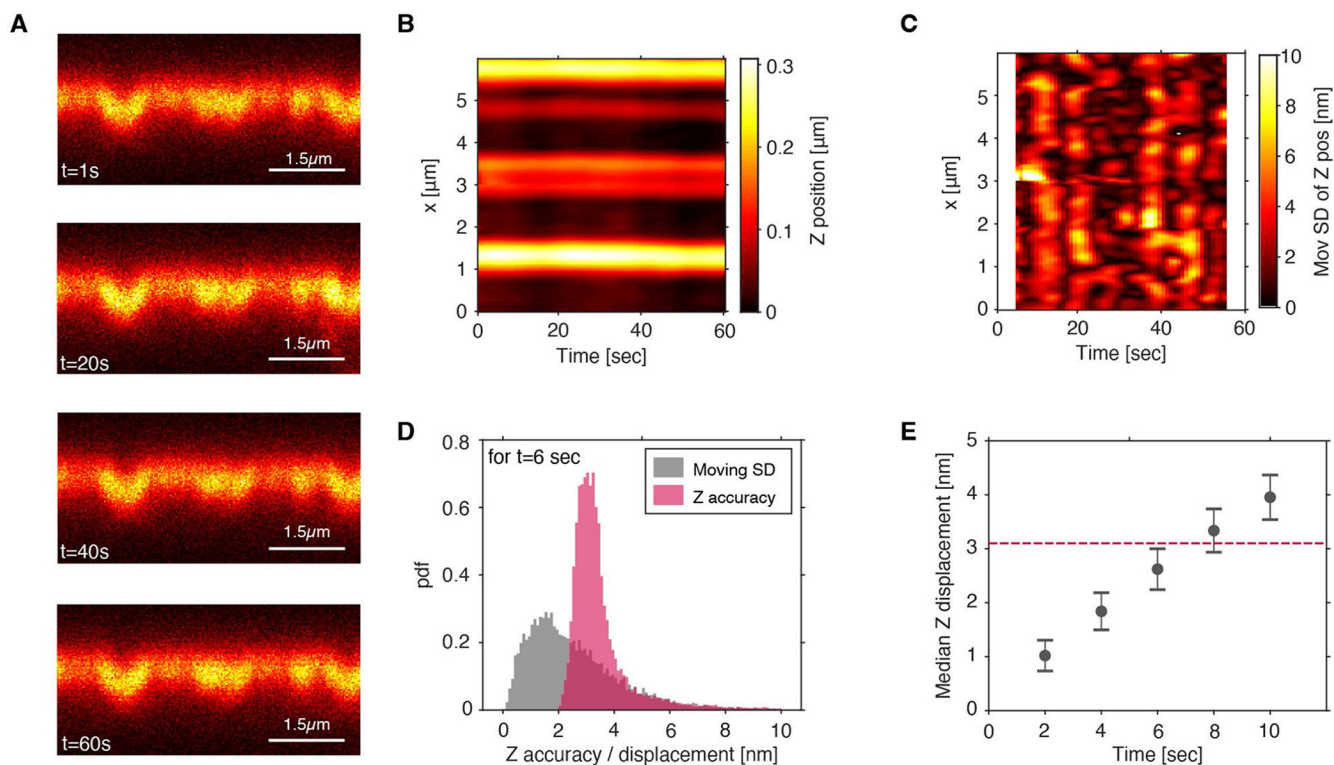 A
t=1s
1.5µm
t=20s
1.5µm
t=40s
1.5µm
t=60s
1.5µm
B
x [µm]
5
4
3
2
1
0
0 20 40 60
Time [sec]
0.3
0.2
0.1
0
Z position [µm]
C
x [µm]
5
4
3
2
1
0
0 20 40 60
Time [sec]
10
8
6
4
2
0
Mov SD of Z pos [nm]
D
for t=6 sec
Moving SD
Z accuracy
pdf
0.8
0.6
0.4
0.2
0
0 2 4 6 8 10
Z accuracy / displacement [nm]
E
Median Z displacement [nm]
5
4
3
2
1
0
0 2 4 6 8 10
Time [sec]